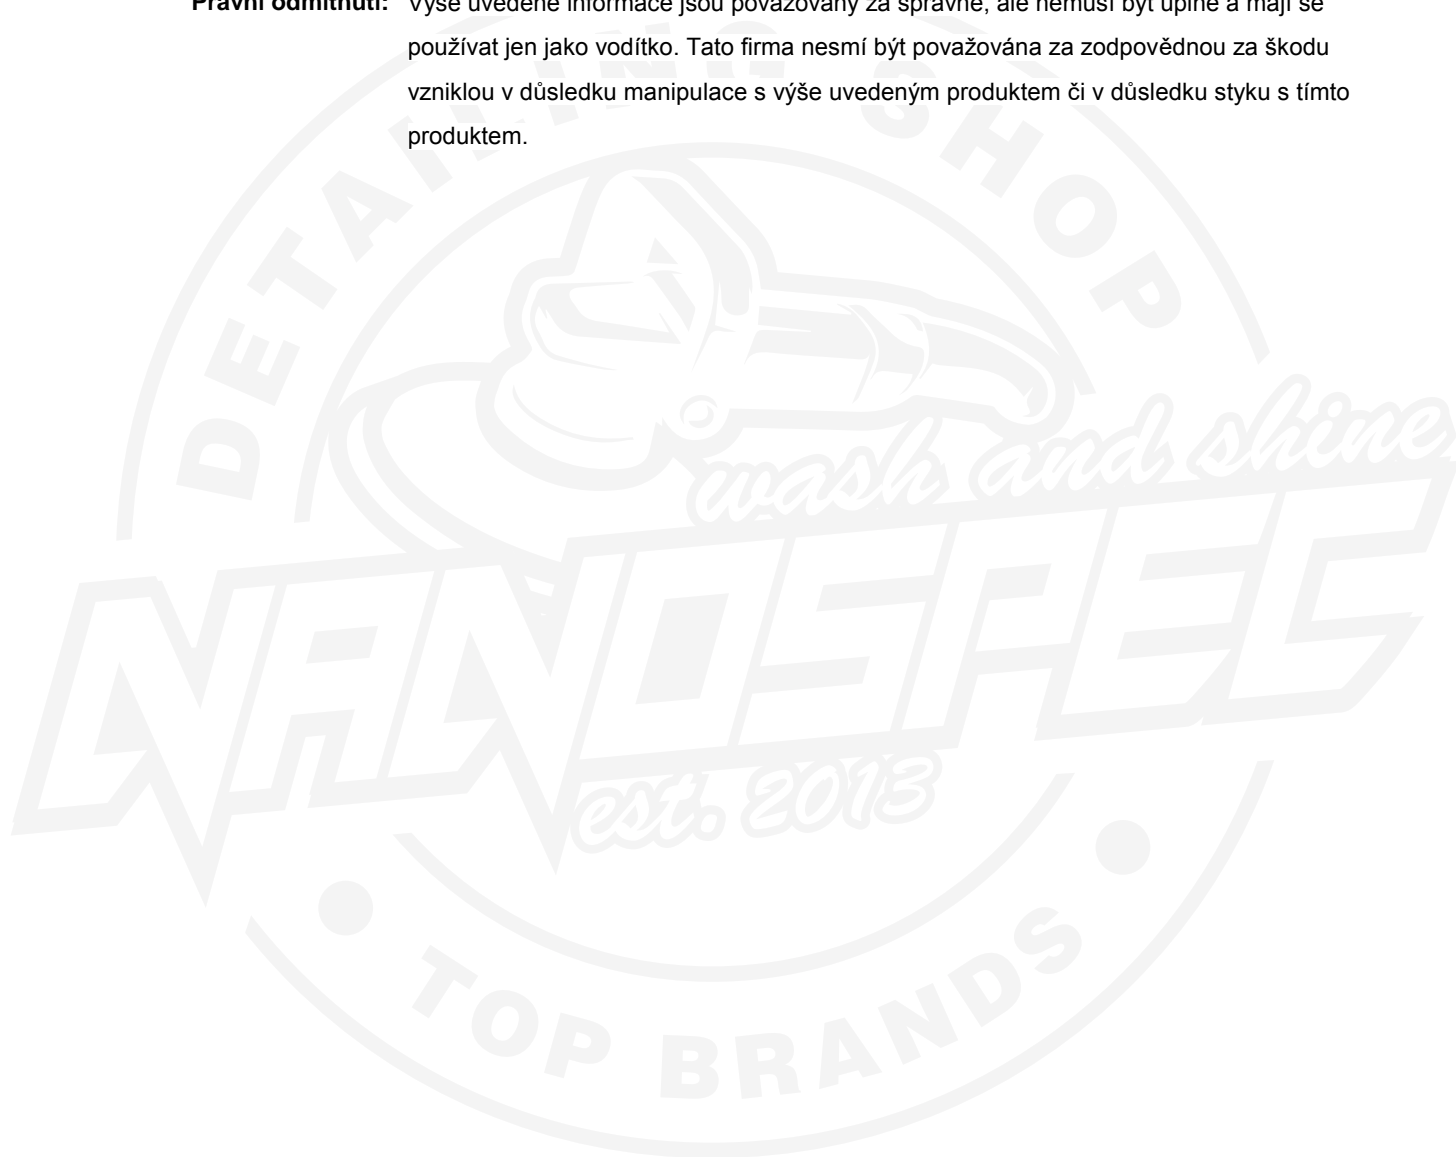 Právní odmítnutí: Výše uvedené informace jsou považovány za správné, ale nemusí být úplné a mají se
používat jen jako vodítko. Tato firma nesmí být považována za zodpovědnou za škodu
vzniklou v důsledku manipulace s výše uvedeným produktem či v důsledku styku s tímto
produktem.
DETAILING SHOP
wash and shine
NANOSPEC
est. 2013
TOP BRANDS